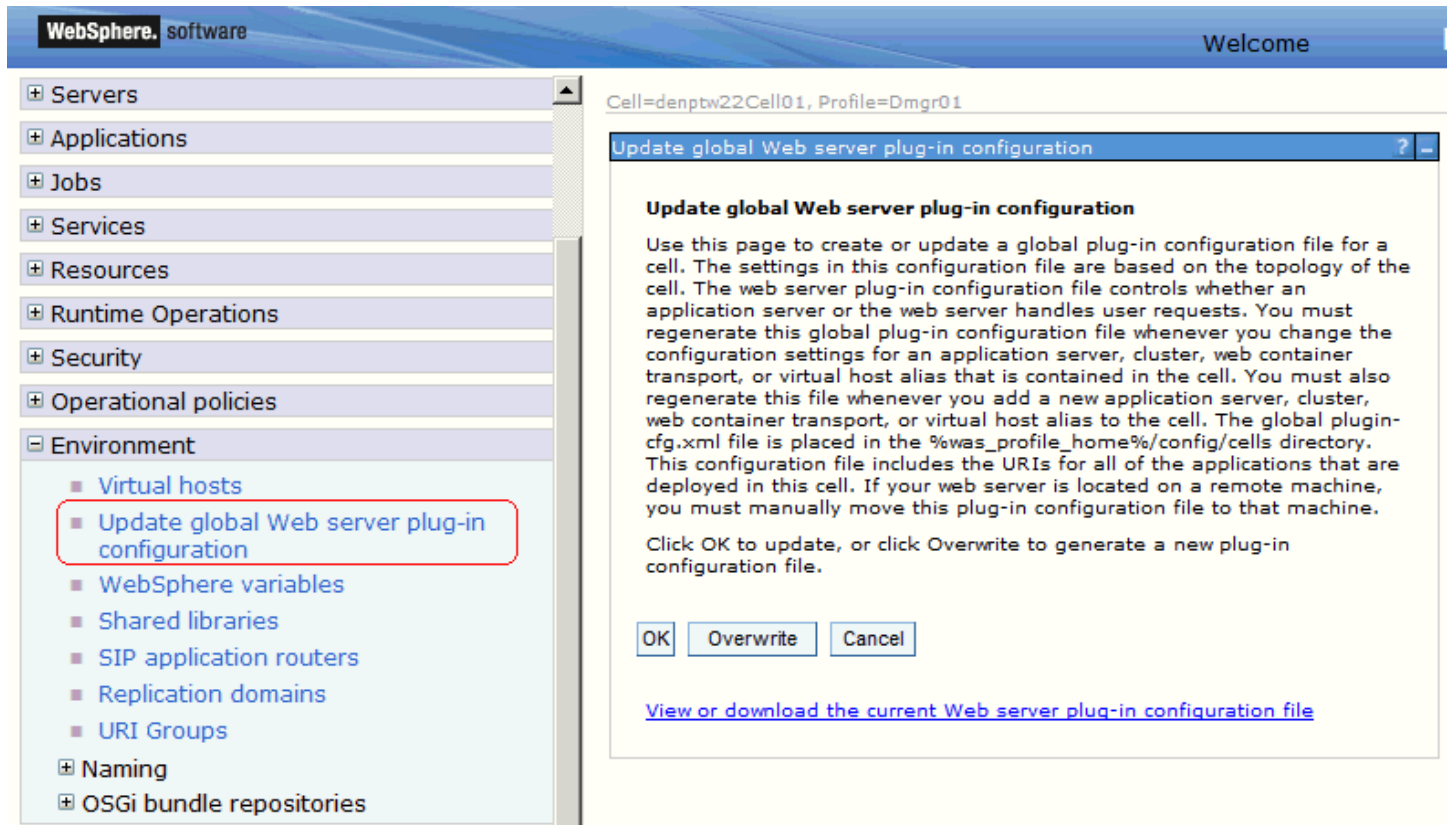 WebSphere. software
Welcome
Servers
Applications
Jobs
Services
Resources
Runtime Operations
Security
Operational policies
Environment
Virtual hosts
Update global Web server plug-in
configuration
WebSphere variables
Shared libraries
SIP application routers
Replication domains
URI Groups
Naming
OSGi bundle repositories
Cell=denptw22Cell01, Profile=Dmgr01
Update global Web server plug-in configuration ? -
Update global Web server plug-in configuration
Use this page to create or update a global plug-in configuration file for a
cell. The settings in this configuration file are based on the topology of the
cell. The web server plug-in configuration file controls whether an
application server or the web server handles user requests. You must
regenerate this global plug-in configuration file whenever you change the
configuration settings for an application server, cluster, web container
transport, or virtual host alias that is contained in the cell. You must also
regenerate this file whenever you add a new application server, cluster,
web container transport, or virtual host alias to the cell. The global plugin-
cfg.xml file is placed in the %was_profile_home%/config/cells directory.
This configuration file includes the URIs for all of the applications that are
deployed in this cell. If your web server is located on a remote machine,
you must manually move this plug-in configuration file to that machine.
Click OK to update, or click Overwrite to generate a new plug-in
configuration file.
OK Overwrite Cancel
View or download the current Web server plug-in configuration file